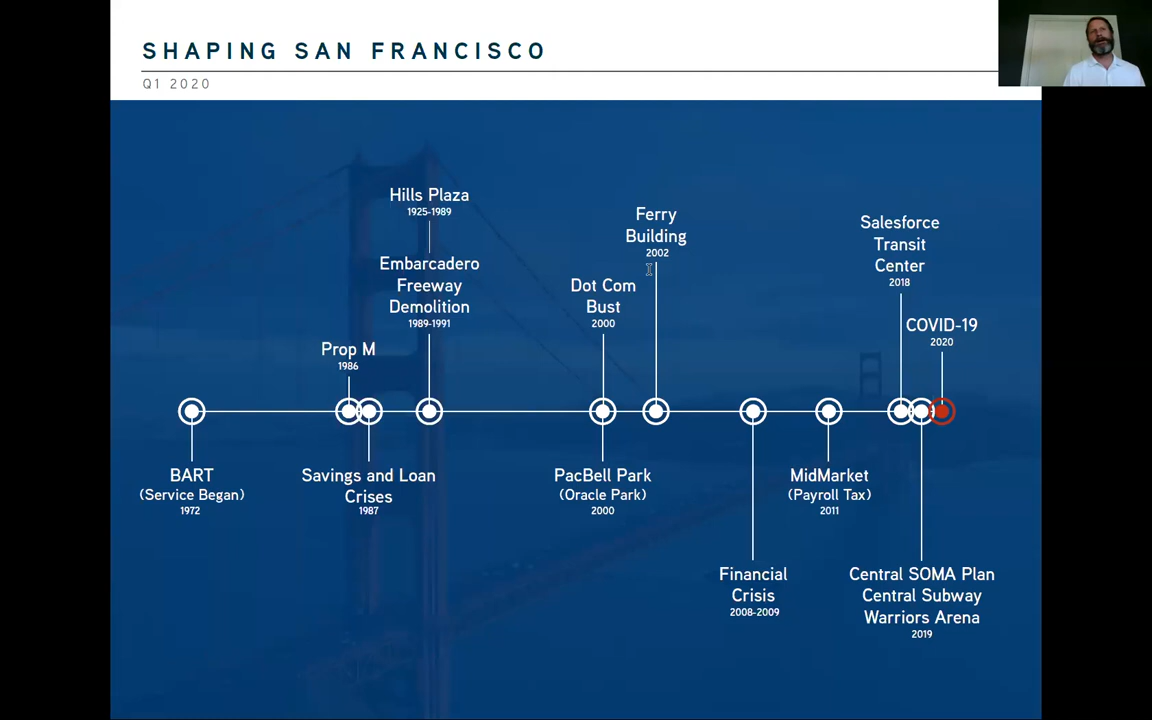 SHAPING SAN FRANCISCO
Q1 2020
Hills Plaza
1925-1989
Embarcadero
Freeway
Demolition
1989-1991
Prop M
1986
Dot Com
Bust
2000
Ferry
Building
2002
Salesforce
Transit
Center
2018
COVID-19
2020
BART
(Service Began)
1972
Savings and Loan
Crises
1987
PacBell Park
(Oracle Park)
2000
Financial
Crisis
2008-2009
MidMarket
(Payroll Tax)
2011
Central SOMA Plan
Central Subway
Warriors Arena
2019